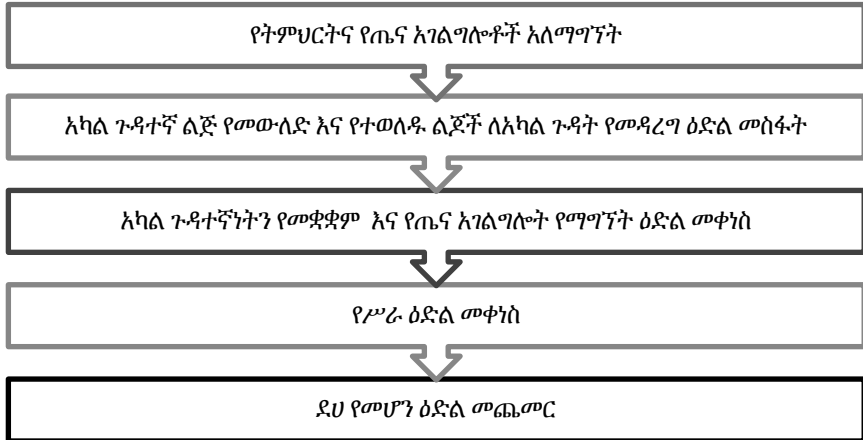 የትምህርትና የጤና አገልግሎቶች አለማግኘት
አካል ጉዳተኛ ልጅ የመውለድ እና የተወለዱ ልጆች ለአካል ጉዳት የመዳረግ ዕድል መስፋት
አካል ጉዳተኛነትን የመቋቋም እና የጤና አገልግሎት የማግኘት ዕድል መቀነስ
የሥራ ዕድል መቀነስ
ደሀ የመሆን ዕድል መጨመር